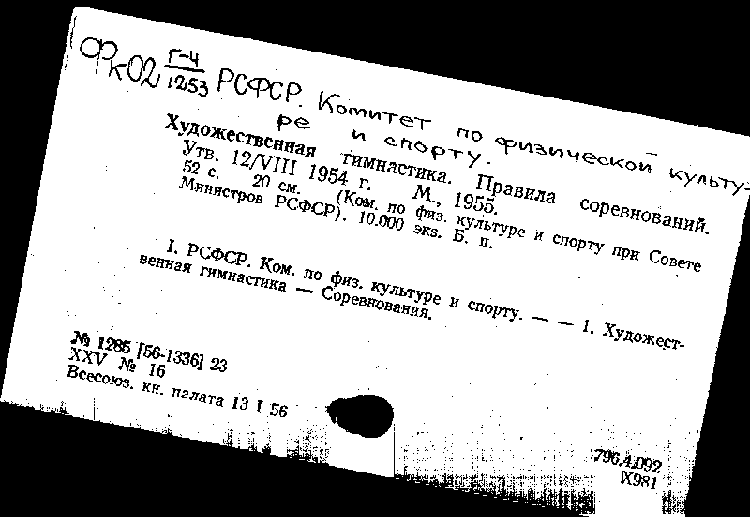 Фк-02 Г-4/1253 РСФСР. Комитет по физической культу-
ре и спорту.
Художественная гимнастика. Правила соревнований.
Утв. 12/VIII 1954 г. М., 1955.
52 с. 20 см. (Ком. по физ. культуре и спорту при Совете
Министров РСФСР). 10.000 экз. Б. п.
I. РСФСР. Ком. по физ. культуре и спорту. — — 1. Художест-
венная гимнастика — Соревнования.
№ 1285 [56-1336] 23
XXV № 16
Всесоюз. кн. палата 13 I 56
796.4.092
Х981